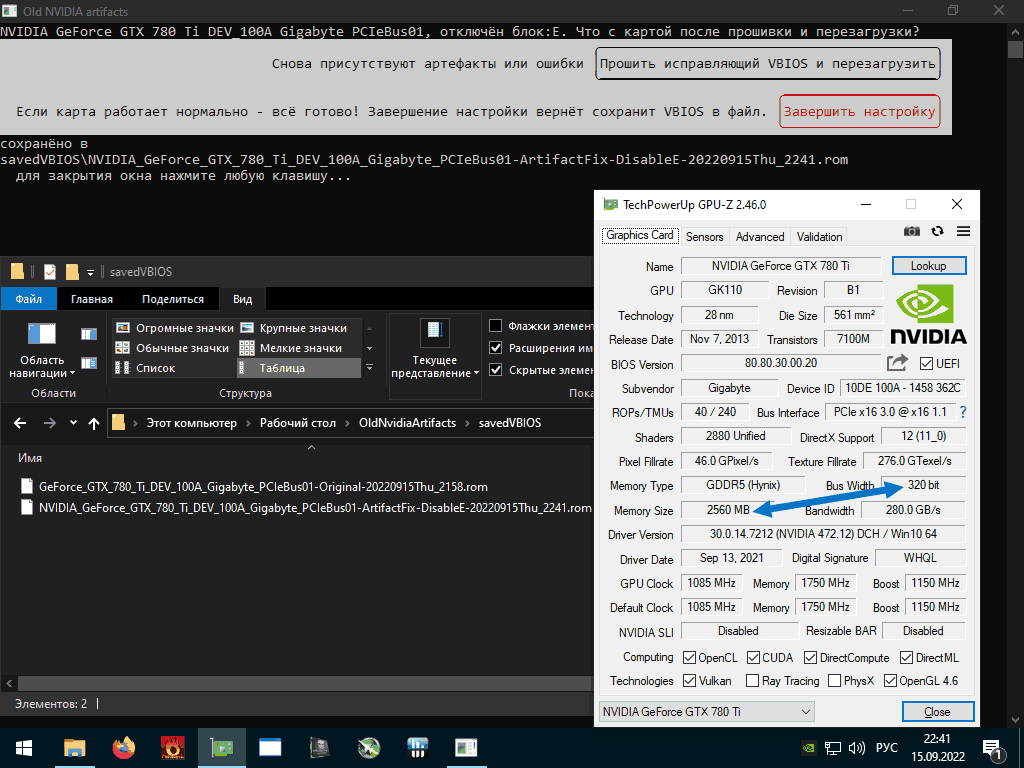 Old NVIDIA artifacts
NVIDIA GeForce GTX 780 Ti DEV_100A Gigabyte PCIeBus01, отключён блок:E. Что с картой после прошивки и перезагрузки?
Снова присутствуют артефакты или ошибки Прошить исправляющий VBIOS и перезагрузить
Если карта работает нормально - всё готово! Завершение настройки вернёт сохранит VBIOS в файл. Завершить настройку
сохранёно в
savedVBIOS\NVIDIA_GeForce_GTX_780_Ti_DEV_100A_Gigabyte_PCIeBus01-ArtifactFix-DisableE-20220915Thu_2241.rom
для закрытия окна нажмите любую клавишу...
savedVBIOS
Файл Главная Поделиться Вид
Область навигации
Огромные значки Крупные значки
Обычные значки Мелкие значки
Список Таблица
Текущее представление
Флажки элемен
Расширения им
Скрытые элеме
Области Структура Пока
Этот компьютер Рабочий стол OldNvidiaArtifacts savedVBIOS
Имя
GeForce_GTX_780_Ti_DEV_100A_Gigabyte_PCIeBus01-Original-20220915Thu_2158.rom
NVIDIA_GeForce_GTX_780_Ti_DEV_100A_Gigabyte_PCIeBus01-ArtifactFix-DisableE-20220915Thu_2241.rom
Элементов: 2
TechPowerUp GPU-Z 2.46.0
Graphics Card Sensors Advanced Validation
Name NVIDIA GeForce GTX 780 Ti Lookup
GPU GK110 Revision B1
Technology 28 nm Die Size 561 mm²
Release Date Nov 7, 2013 Transistors 7100M
NVIDIA
BIOS Version 80.80.30.00.20 UEFI
Subvendor Gigabyte Device ID 10DE 100A - 1458 362C
ROPs/TMUs 40 / 240 Bus Interface PCIe x16 3.0 @ x16 1.1 ?
Shaders 2880 Unified DirectX Support 12 (11_0)
Pixel Fillrate 46.0 GPixel/s Texture Fillrate 276.0 GTexel/s
Memory Type GDDR5 (Hynix) Bus Width 320 bit
Memory Size 2560 MB Bandwidth 280.0 GB/s
Driver Version 30.0.14.7212 (NVIDIA 472.12) DCH / Win10 64
Driver Date Sep 13, 2021 Digital Signature WHQL
GPU Clock 1085 MHz Memory 1750 MHz Boost 1150 MHz
Default Clock 1085 MHz Memory 1750 MHz Boost 1150 MHz
NVIDIA SLI Disabled Resizable BAR Disabled
Computing OpenCL CUDA DirectCompute DirectML
Technologies Vulkan Ray Tracing PhysX OpenGL 4.6
NVIDIA GeForce GTX 780 Ti Close
РУС
22:41
15.09.2022
1